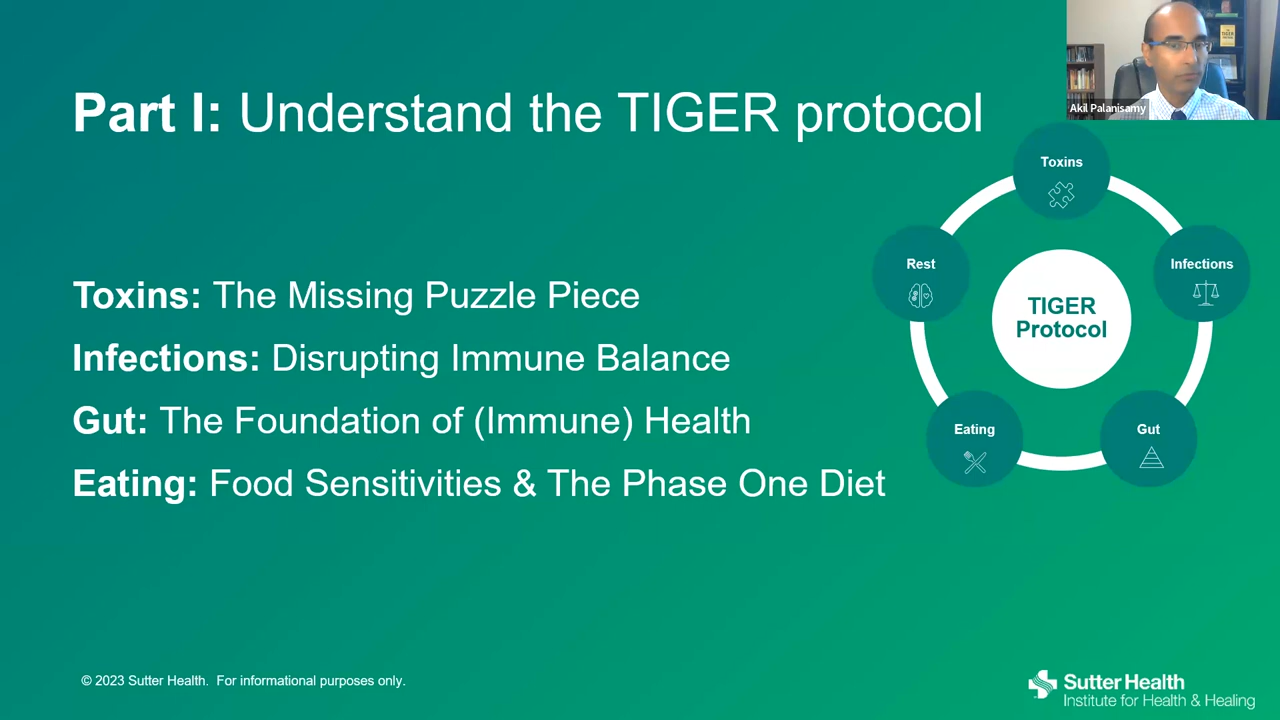 Part I: Understand the TIGER protocol
Akil Palanisamy
Toxins: The Missing Puzzle Piece
Infections: Disrupting Immune Balance
Gut: The Foundation of (Immune) Health
Eating: Food Sensitivities & The Phase One Diet
Toxins
Infections
Gut
Eating
Rest
TIGER
Protocol
© 2023 Sutter Health. For informational purposes only.
Sutter Health
Institute for Health & Healing